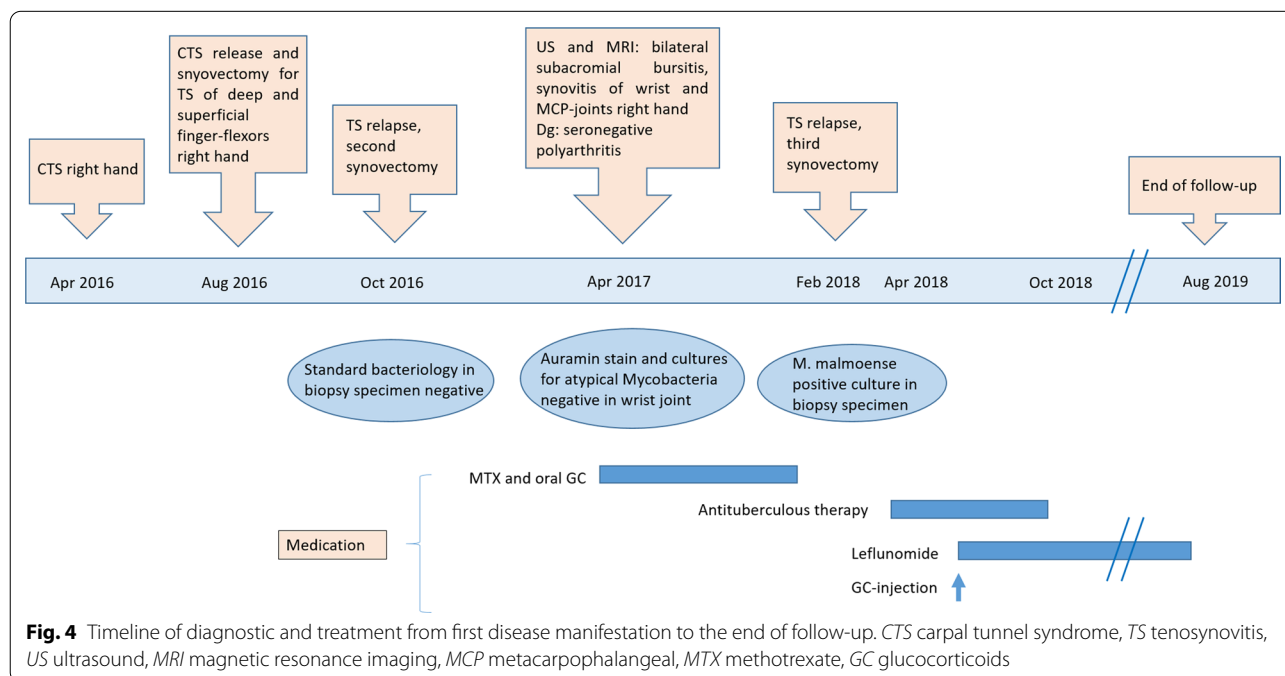 CTS right hand
CTS release and
snyovectomy for
TS of deep and
superficial
finger-flexors
right hand
TS relapse,
second
synovectomy
US and MRI: bilateral
subacromial bursitis,
synovitis of wrist and
MCP-joints right hand
Dg: seronegative
polyarthritis
TS relapse,
third
synovectomy
End of follow-up
Apr 2016
Aug 2016
Oct 2016
Apr 2017
Feb 2018
Apr 2018
Oct 2018
Aug 2019
Standard bacteriology in
biopsy specimen negative
Auramin stain and cultures
for atypical Mycobacteria
negative in wrist joint
M. malmoense
positive culture in
biopsy specimen
Medication
MTX and oral GC
Antituberculous therapy
Leflunomide
GC-injection
Fig. 4 Timeline of diagnostic and treatment from first disease manifestation to the end of follow-up. CTS carpal tunnel syndrome, TS tenosynovitis,
US ultrasound, MRI magnetic resonance imaging, MCP metacarpophalangeal, MTX methotrexate, GC glucocorticoids